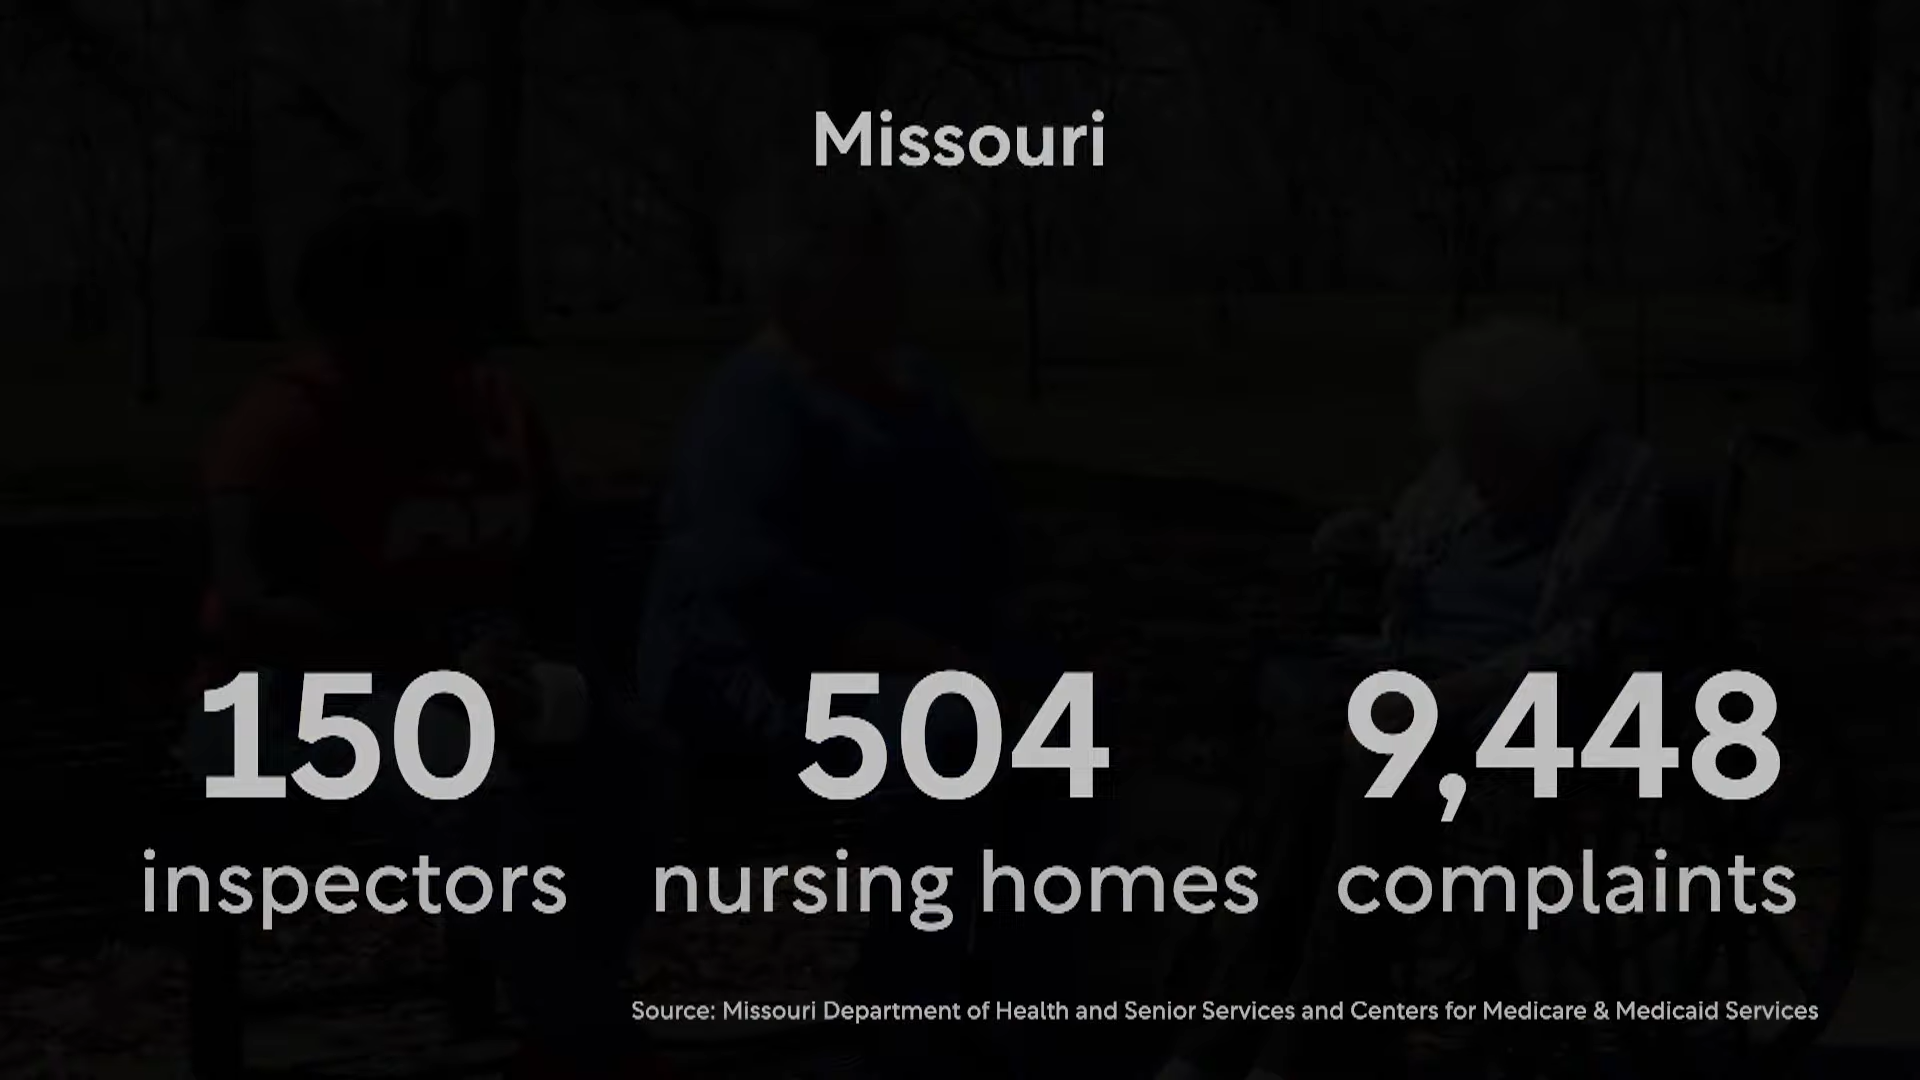 Missouri
150 504 9,448
inspectors nursing homes complaints
Source: Missouri Department of Health and Senior Services and Centers for Medicare & Medicaid Services